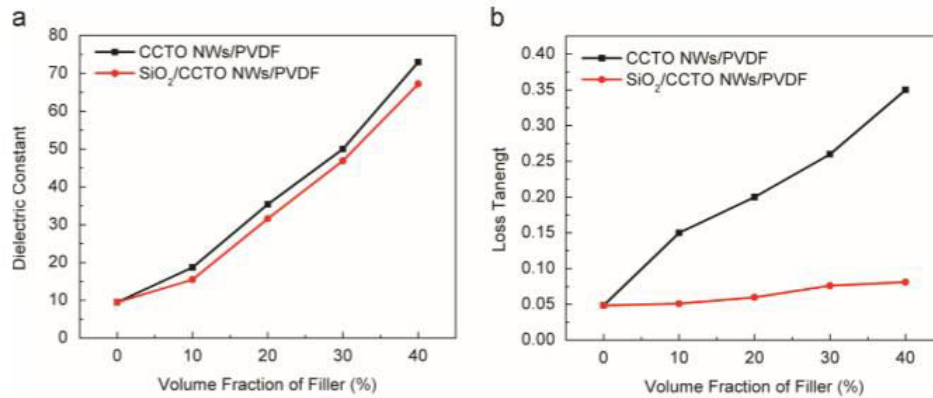 a
80
70
60
50
40
30
20
10
0
Dielectric Constant
CCTO NWs/PVDF
SiO₂/CCTO NWs/PVDF
0 10 20 30 40
Volume Fraction of Filler (%)
b
0.40
0.35
0.30
0.25
0.20
0.15
0.10
0.05
0.00
Loss Tanengt
CCTO NWs/PVDF
SiO₂/CCTO NWs/PVDF
0 10 20 30 40
Volume Fraction of Filler (%)